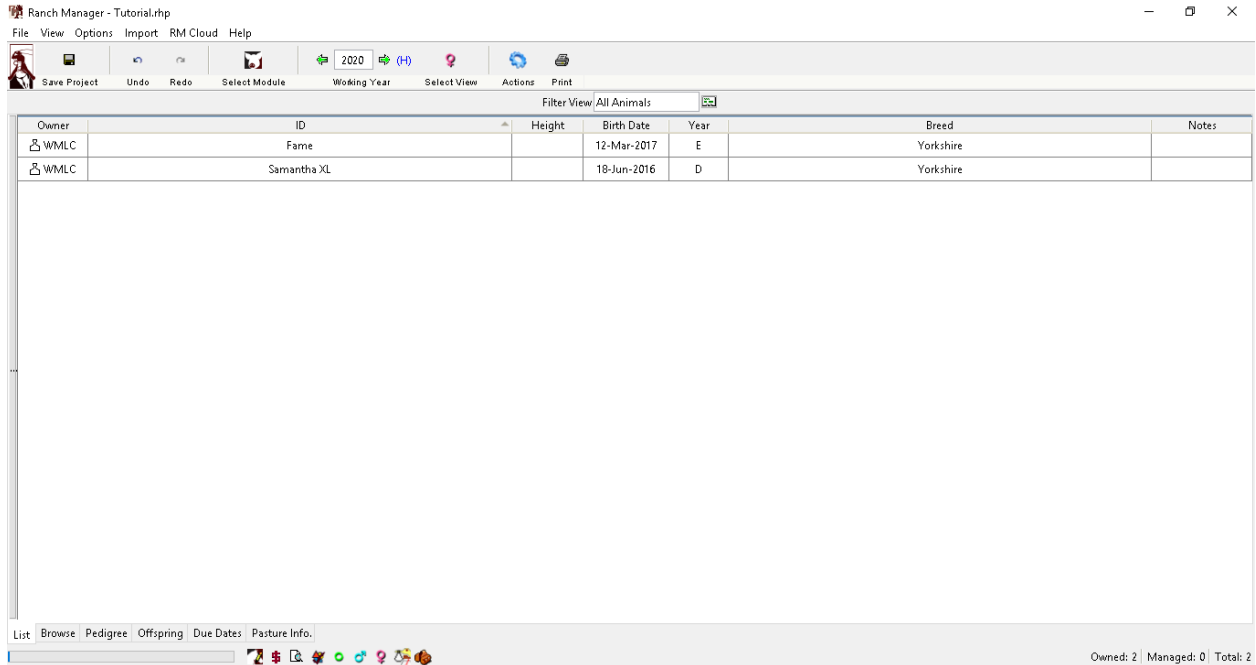 Ranch Manager - Tutorial.rhp
File View Options Import RM Cloud Help
2020 (H)
Save Project Undo Redo Select Module Working Year Select View Actions Print
Filter View All Animals
Owner ID Height Birth Date Year Breed Notes
WMLC Fame 12-Mar-2017 E Yorkshire
WMLC Samantha XL 18-Jun-2016 D Yorkshire
List Browse Pedigree Offspring Due Dates Pasture Info.
Owned: 2 Managed: 0 Total: 2